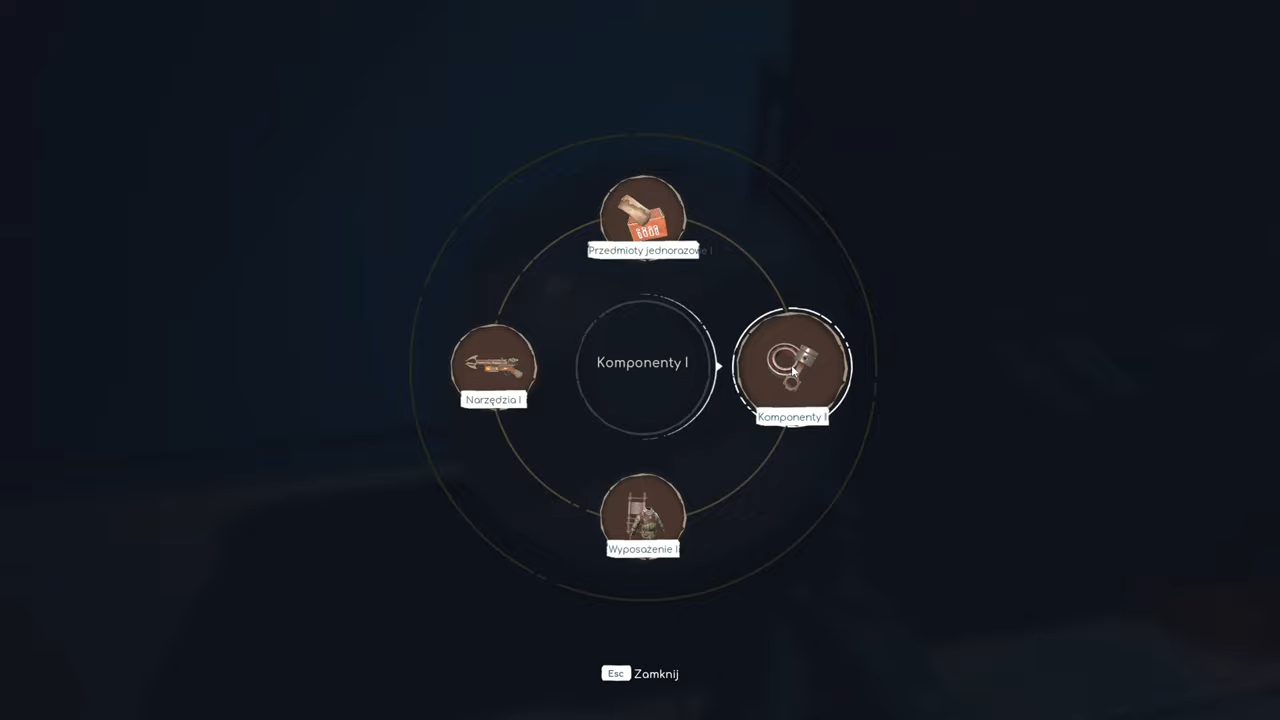 Przedmioty jednorazowe I
Komponenty I
Narzędzia I
Komponenty I
Wyposażenie I
Esc Zamknij